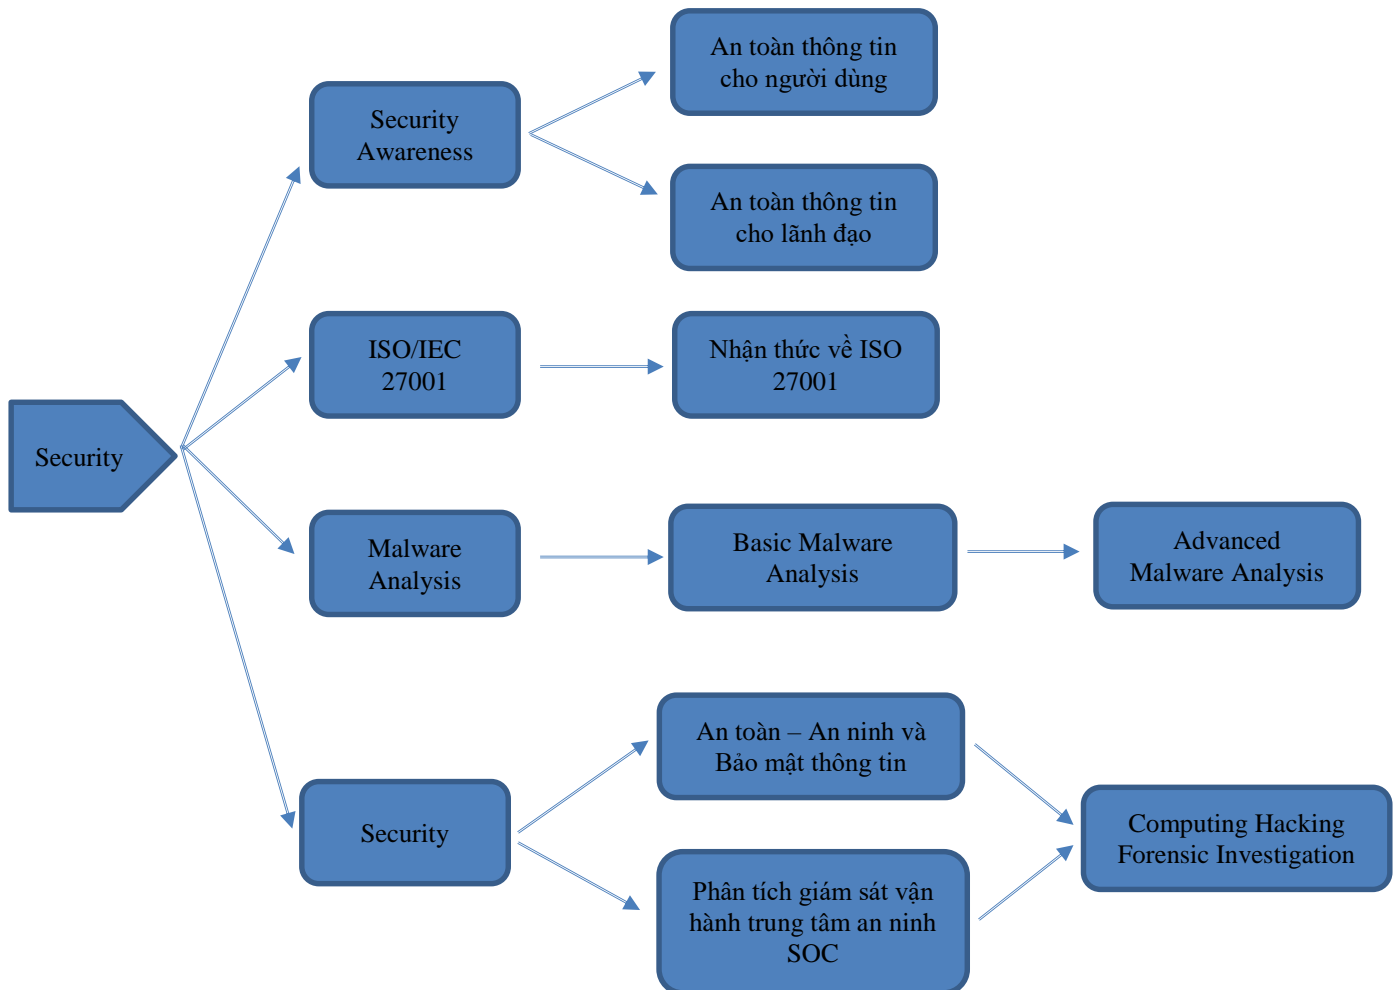 An toàn thông tin
cho người dùng
Security
Awareness
An toàn thông tin
cho lãnh đạo
ISO/IEC
27001
Nhận thức về ISO
27001
Security
Malware
Analysis
Basic Malware
Analysis
Advanced
Malware Analysis
An toàn – An ninh và
Bảo mật thông tin
Security
Computing Hacking
Forensic Investigation
Phân tích giám sát vận
hành trung tâm an ninh
SOC